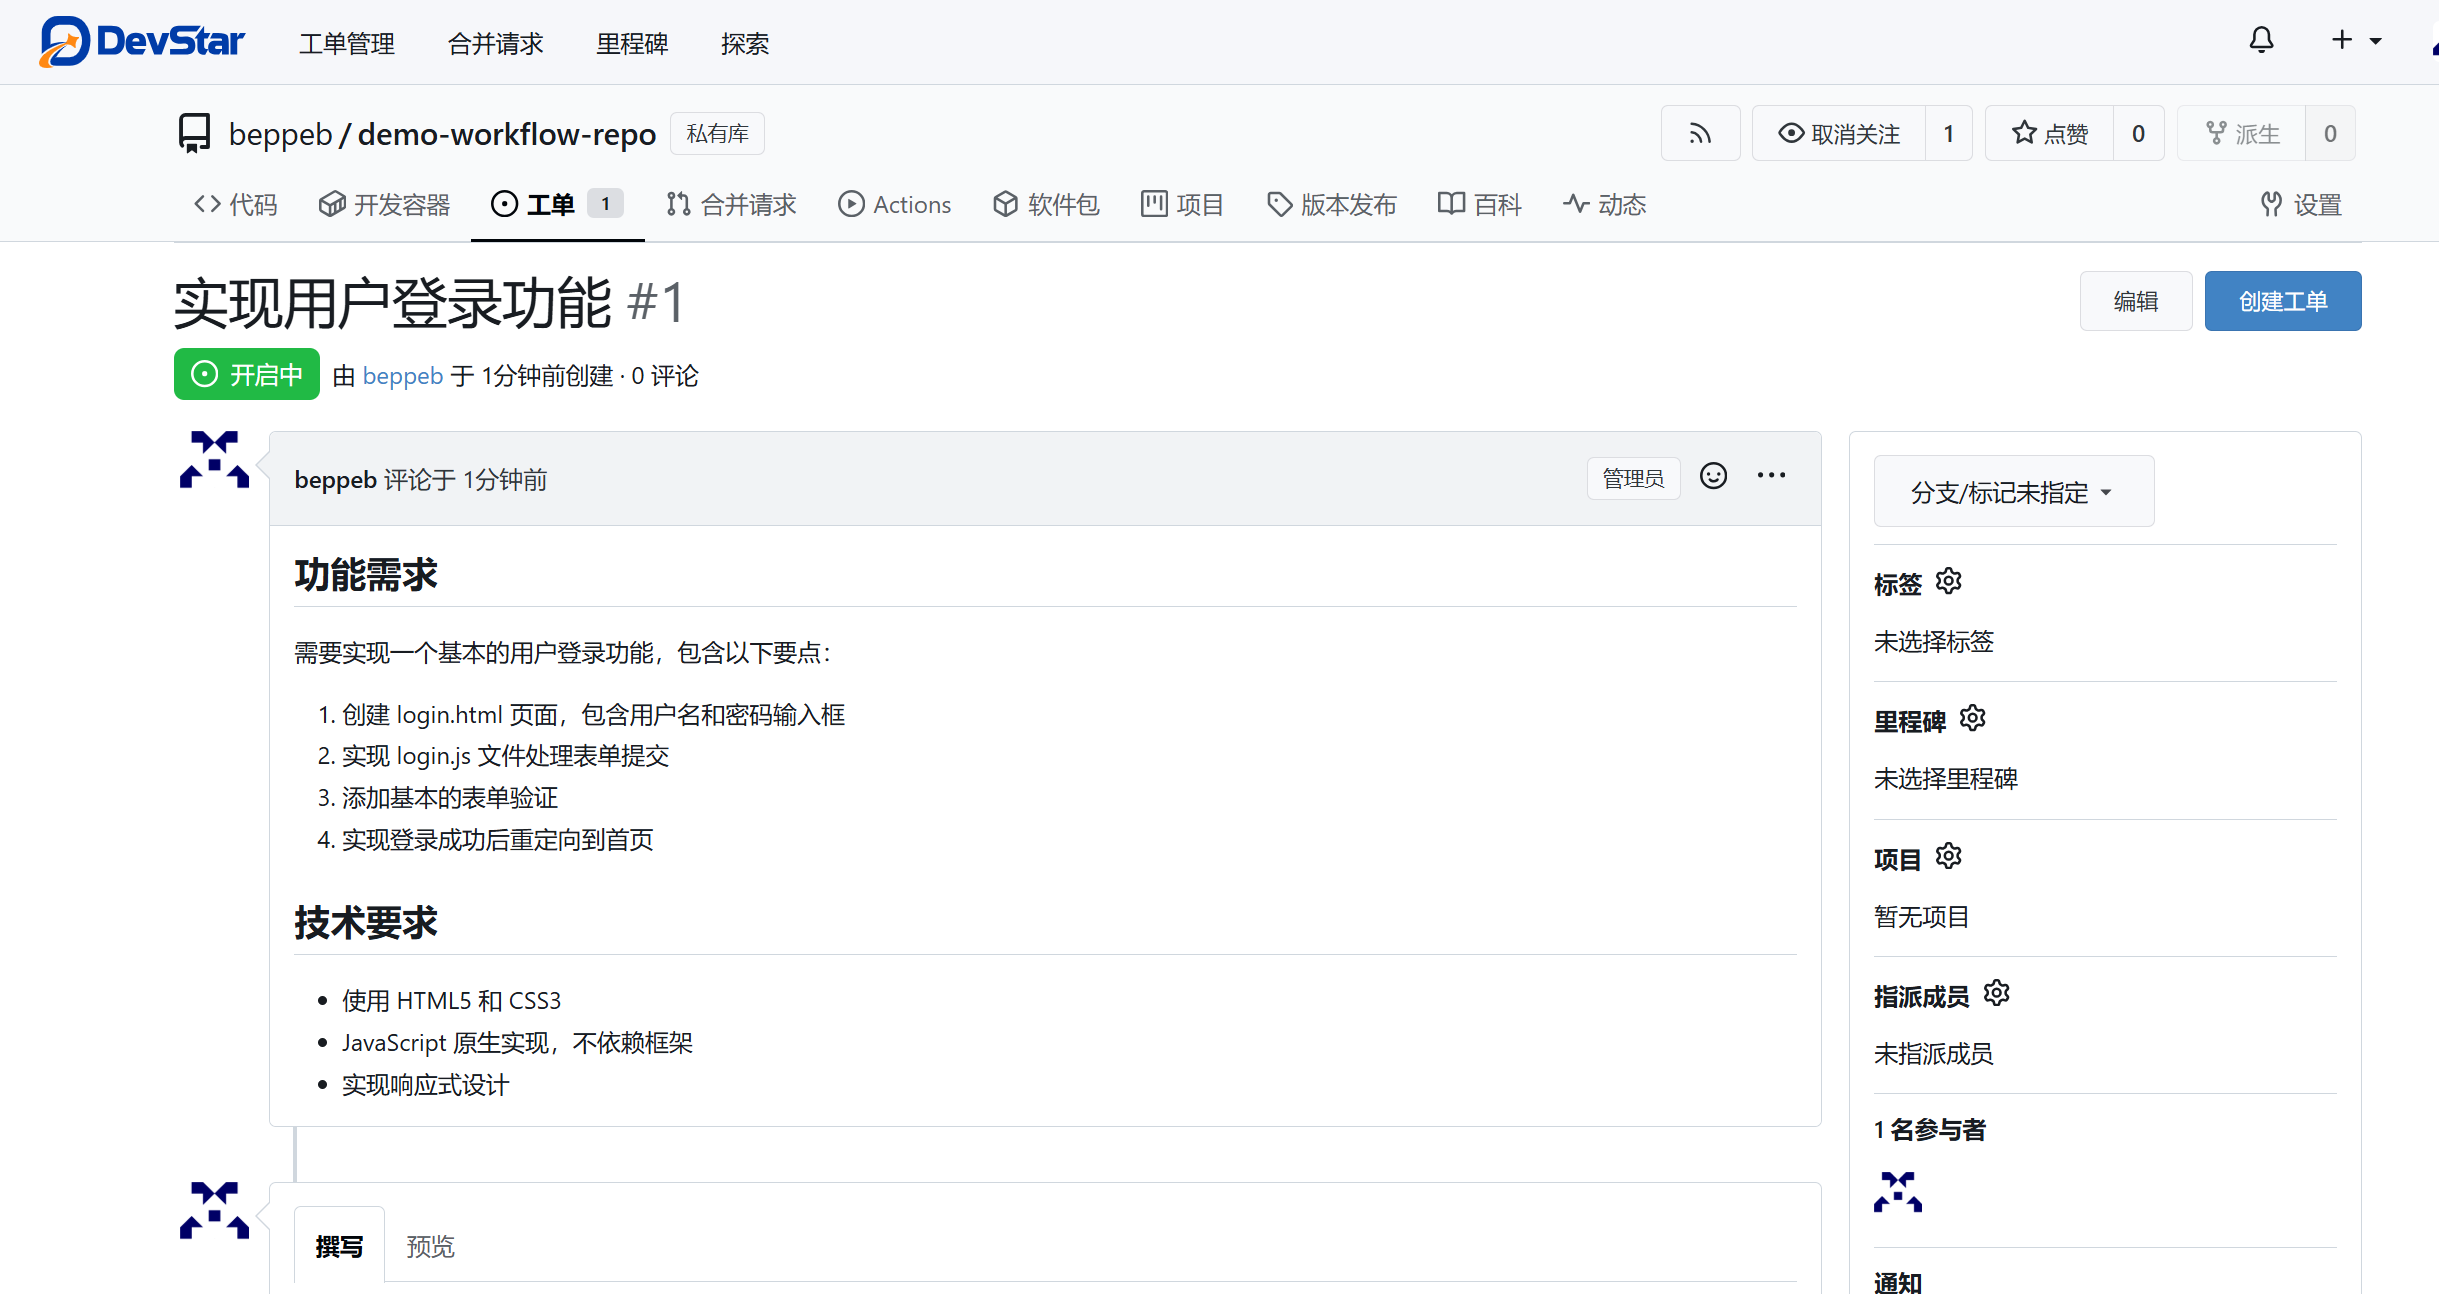 DevStar 工单管理 合并请求 里程碑 探索
beppeb / demo-workflow-repo 私有库 取消关注 1 点赞 0 派生 0
代码 开发容器 工单 1 合并请求 Actions 软件包 项目 版本发布 百科 动态 设置
实现用户登录功能 #1 编辑 创建工单
开启中 由 beppeb 于 1分钟前创建 · 0 评论
beppeb 评论于 1分钟前 管理员
功能需求
需要实现一个基本的用户登录功能，包含以下要点：
1. 创建 login.html 页面，包含用户名和密码输入框
2. 实现 login.js 文件处理表单提交
3. 添加基本的表单验证
4. 实现登录成功后重定向到首页
技术要求
• 使用 HTML5 和 CSS3
• JavaScript 原生实现，不依赖框架
• 实现响应式设计
撰写 预览
分支/标记未指定
标签
未选择标签
里程碑
未选择里程碑
项目
暂无项目
指派成员
未指派成员
1 名参与者
通知